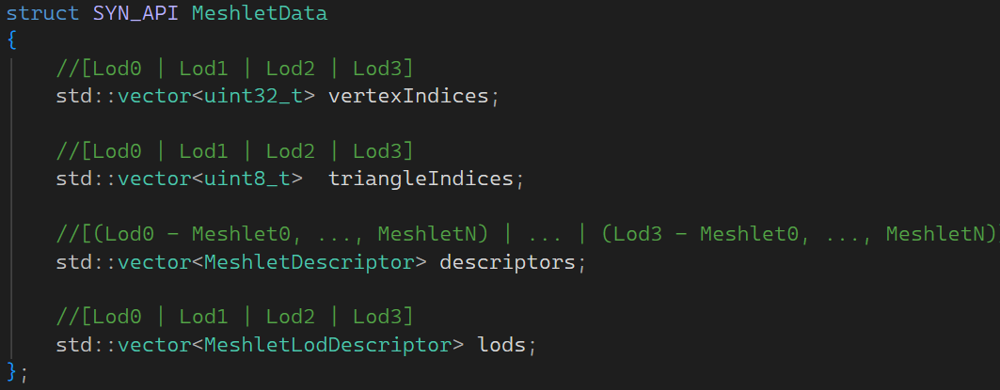 struct SYN_API MeshletData
{
//[Lod0 | Lod1 | Lod2 | Lod3]
std::vector<uint32_t> vertexIndices;
//[Lod0 | Lod1 | Lod2 | Lod3]
std::vector<uint8_t>  triangleIndices;
//[(Lod0 - Meshlet0, ..., MeshletN) | ... | (Lod3 - Meshlet0, ..., MeshletN)
std::vector<MeshletDescriptor> descriptors;
//[Lod0 | Lod1 | Lod2 | Lod3]
std::vector<MeshletLodDescriptor> lods;
};